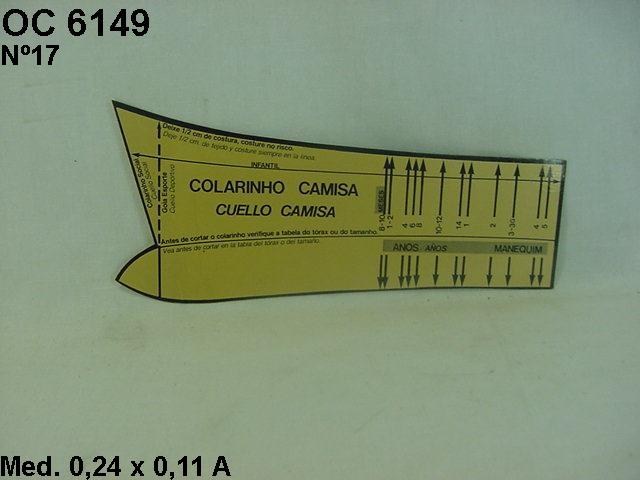 OC 6149
Nº17
Deixe 1/2 cm de costura, costure no risco.
Deje 1/2 cm. de tejido y costure siempre en la línea.
INFANTIL
Colarinho Social
Cuello Social
Gola Esporte
Cuello Deportivo
COLARINHO CAMISA
CUELLO CAMISA
8-10 MESES
1-2
4
6
8
10-12
14
1
2
3-3G
4
5
Antes de cortar o colarinho verifique a tabela do tórax ou do tamanho.
Vea antes de cortar en la tabla del tórax o del tamaño.
ANOS AÑOS MANEQUIM
Med. 0,24 x 0,11 A